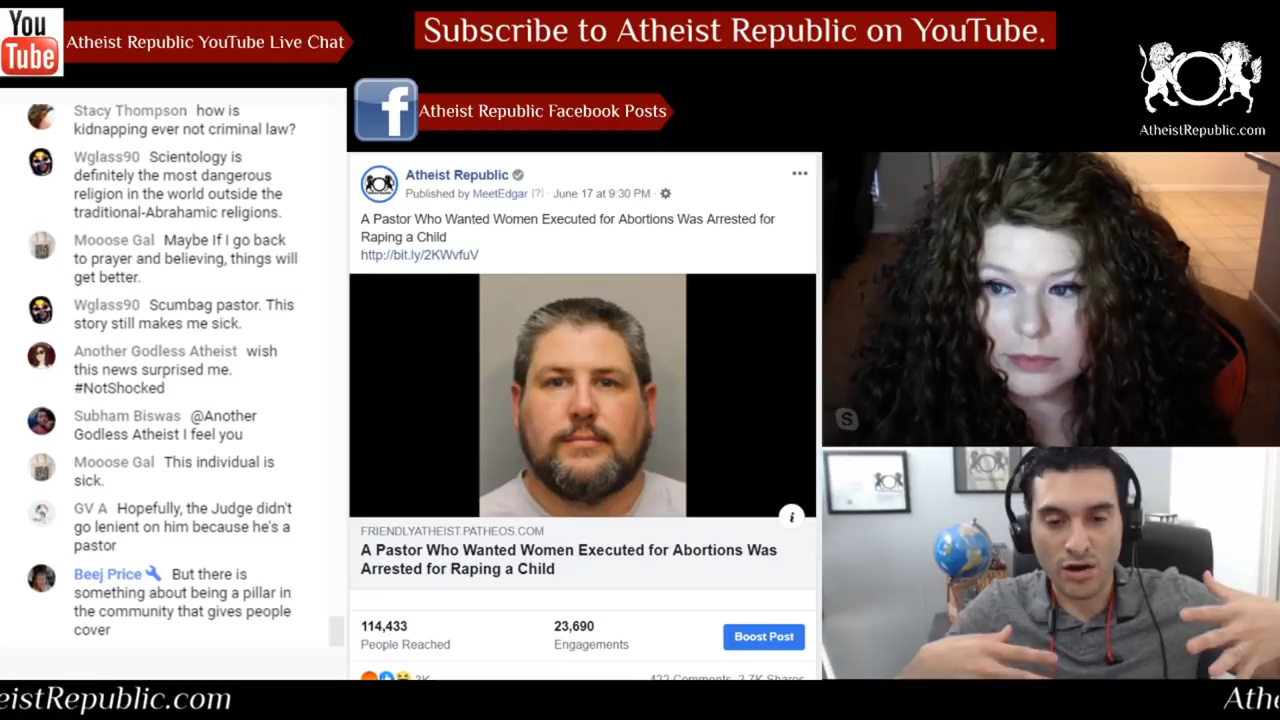 You
Tube
Atheist Republic YouTube Live Chat
Subscribe to Atheist Republic on YouTube.
AtheistRepublic.com
f
Atheist Republic Facebook Posts
Stacy Thompson how is
kidnapping ever not criminal law?
Wglass90 Scientology is
definitely the most dangerous
religion in the world outside the
traditional-Abrahamic religions.
Mooose Gal Maybe If I go back
to prayer and believing, things will
get better.
Wglass90 Scumbag pastor. This
story still makes me sick.
Another Godless Atheist wish
this news surprised me.
#NotShocked
Subham Biswas @Another
Godless Atheist I feel you
Mooose Gal This individual is
sick.
GV A Hopefully, the Judge didn't
go lenient on him because he's a
pastor
Beej Price But there is
something about being a pillar in
the community that gives people
cover
Atheist Republic
Published by MeetEdgar [?] · June 17 at 9:30 PM ·
A Pastor Who Wanted Women Executed for Abortions Was Arrested for
Raping a Child
http://bit.ly/2KWvfuV
i
FRIENDLYATHEIST.PATHEOS.COM
A Pastor Who Wanted Women Executed for Abortions Was
Arrested for Raping a Child
114,433
People Reached
23,690
Engagements
Boost Post
S
eistRepublic.com
Athe